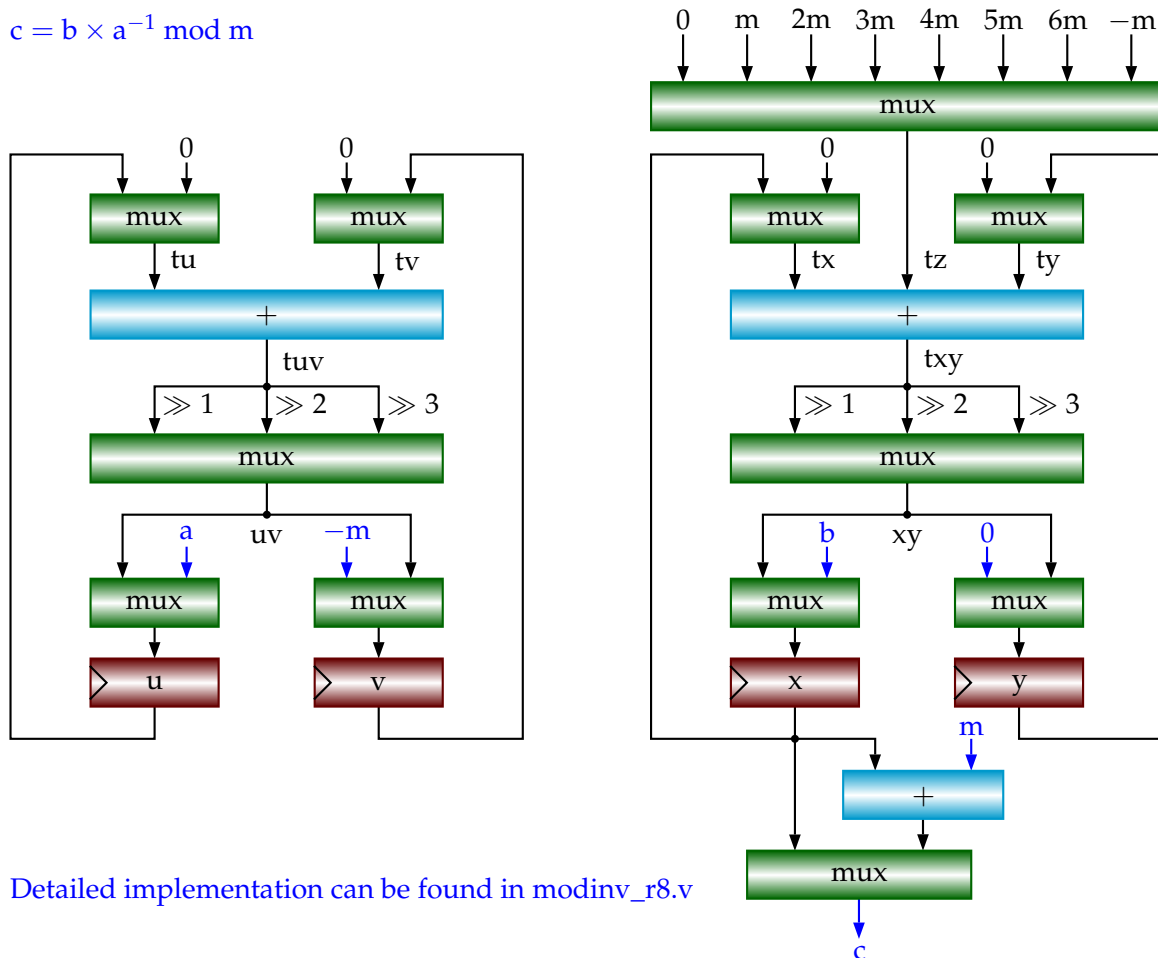 c = b × a⁻¹ mod m
0 m 2m 3m 4m 5m 6m −m
mux
0 0 0 0
mux mux mux mux
tu tv tx tz ty
+ +
tuv txy
≫ 1 ≫ 2 ≫ 3 ≫ 1 ≫ 2 ≫ 3
mux mux
a uv −m b xy 0
mux mux mux mux
u v x y
m
+
mux
Detailed implementation can be found in modinv_r8.v
c